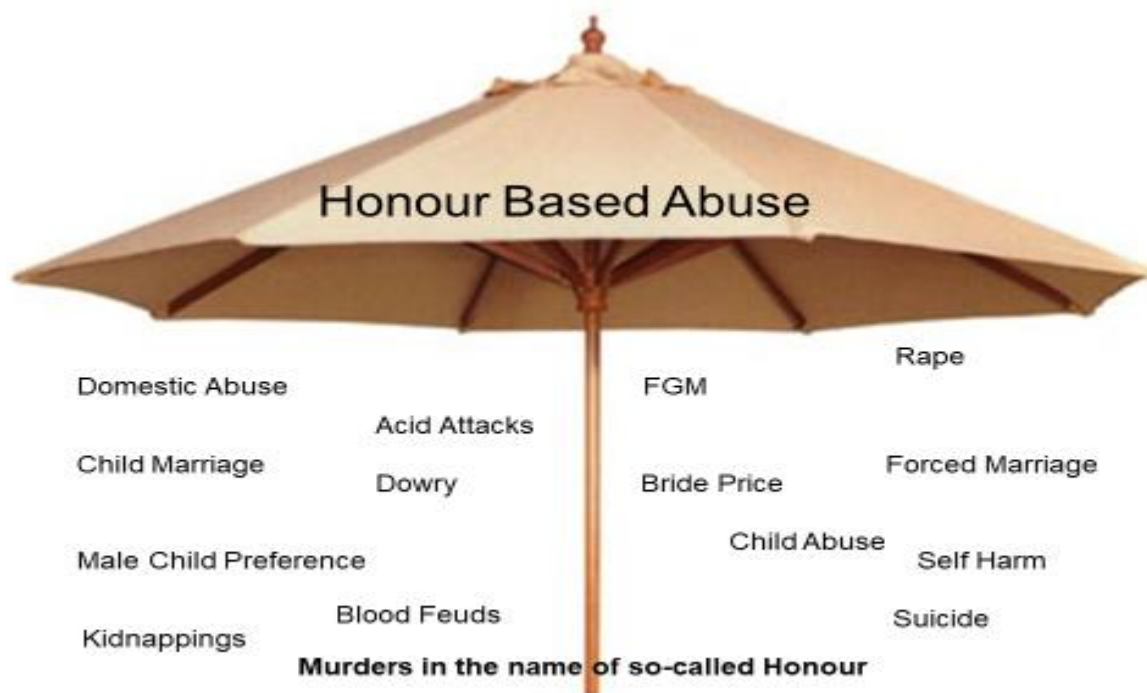 Honour Based Abuse
Rape
Domestic Abuse
FGM
Acid Attacks
Child Marriage
Forced Marriage
Dowry
Bride Price
Child Abuse
Male Child Preference
Self Harm
Blood Feuds
Suicide
Kidnappings
Murders in the name of so-called Honour